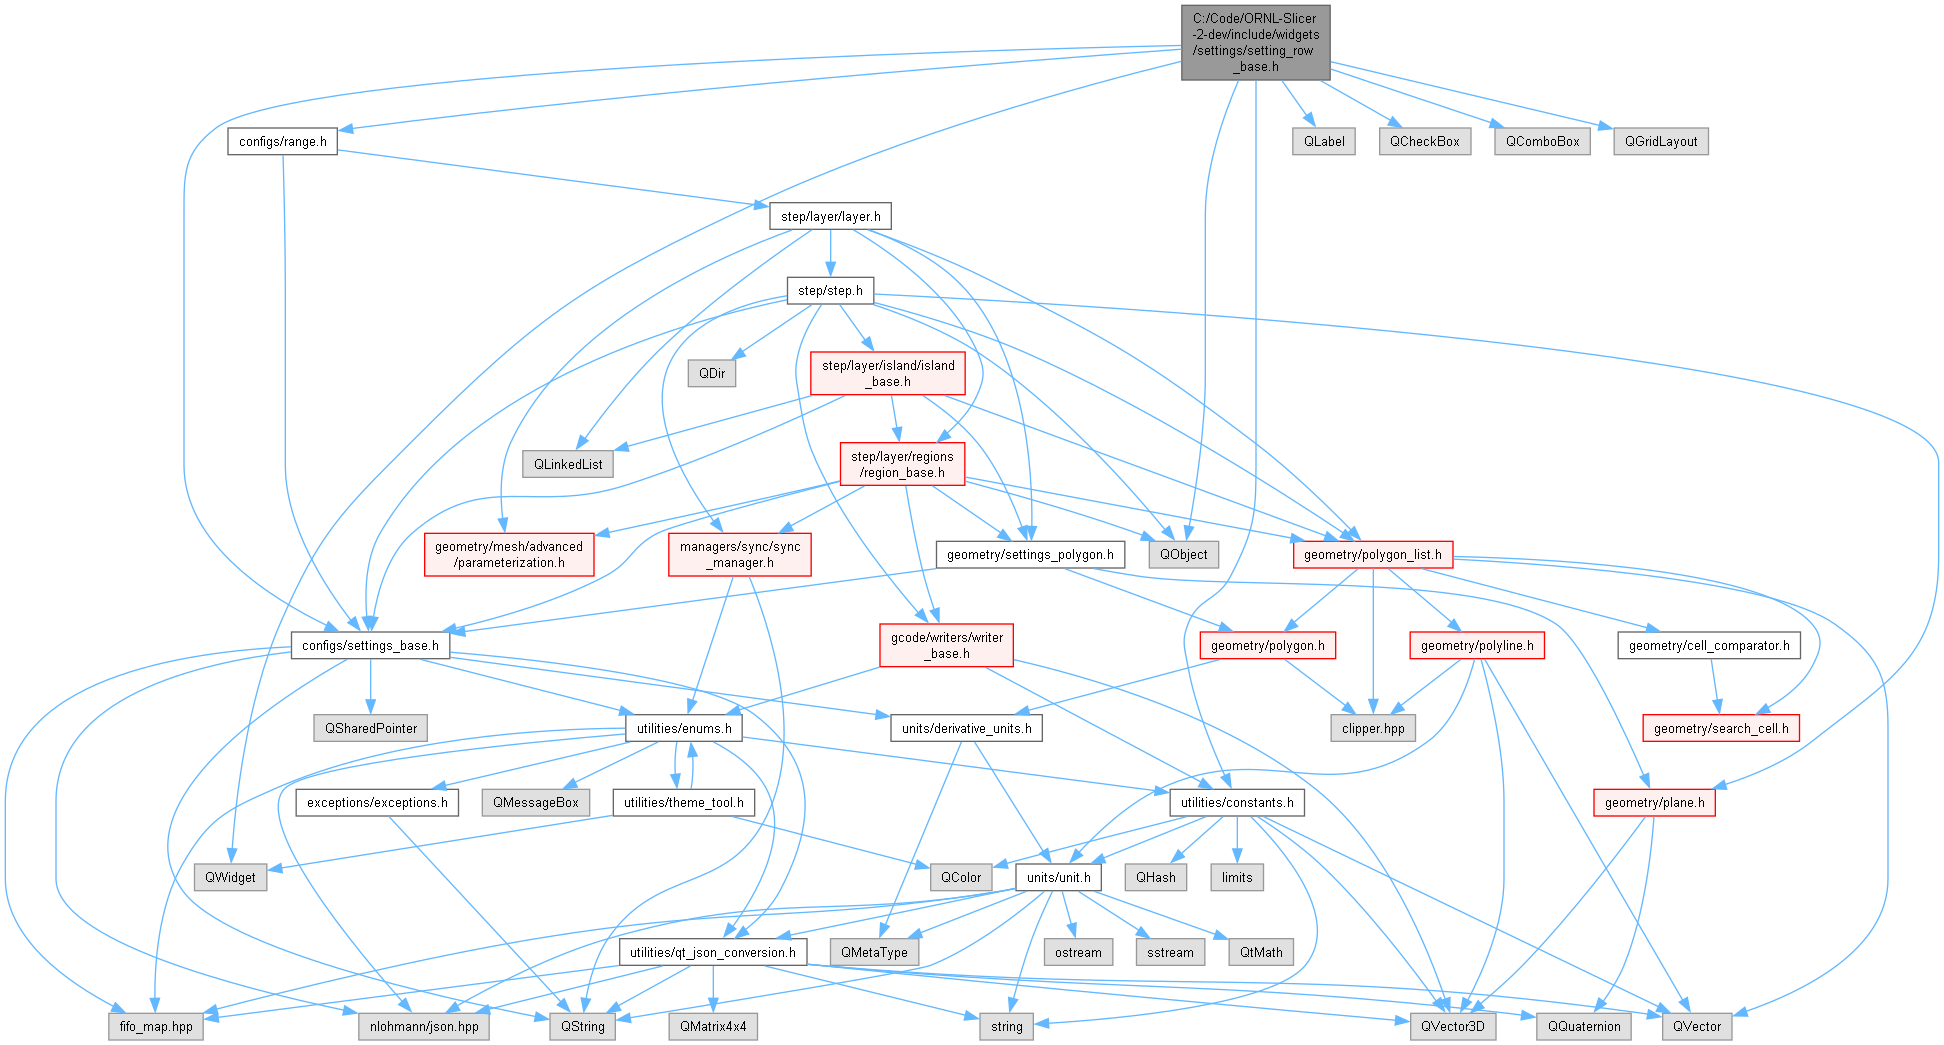 C:/Code/ORNL-Slicer
-2-dev/include/widgets
/settings/setting_row
_base.h
configs/range.h
QLabel
QCheckBox
QComboBox
QGridLayout
step/layer/layer.h
step/step.h
QDir
step/layer/island/island
_base.h
QLinkedList
step/layer/regions
/region_base.h
geometry/mesh/advanced
/parameterization.h
managers/sync/sync
_manager.h
geometry/settings_polygon.h
QObject
geometry/polygon_list.h
configs/settings_base.h
gcode/writers/writer
_base.h
geometry/polygon.h
geometry/polyline.h
geometry/cell_comparator.h
QSharedPointer
utilities/enums.h
units/derivative_units.h
clipper.hpp
geometry/search_cell.h
exceptions/exceptions.h
QMessageBox
utilities/theme_tool.h
utilities/constants.h
geometry/plane.h
QWidget
QColor
units/unit.h
QHash
limits
utilities/qt_json_conversion.h
QMetaType
ostream
sstream
QtMath
fifo_map.hpp
nlohmann/json.hpp
QString
QMatrix4x4
string
QVector3D
QQuaternion
QVector